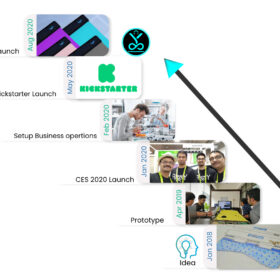 aunch
Aug 2020
ickstarter Launch
May 2020
KICKSTARTER
Setup Business opertions
Feb 2020
CES 2020 Launch
Jan 2020
Prototype
Apr 2019
Idea
Jan 2018